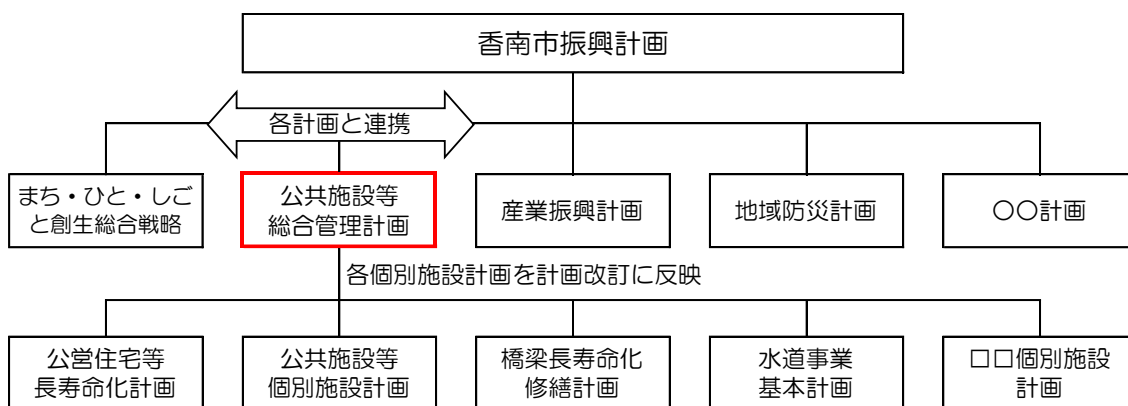 香南市振興計画
各計画と連携
まち・ひと・しご
と創生総合戦略
公共施設等
総合管理計画
産業振興計画
地域防災計画
〇〇計画
各個別施設計画を計画改訂に反映
公営住宅等
長寿命化計画
公共施設等
個別施設計画
橋梁長寿命化
修繕計画
水道事業
基本計画
□□個別施設
計画